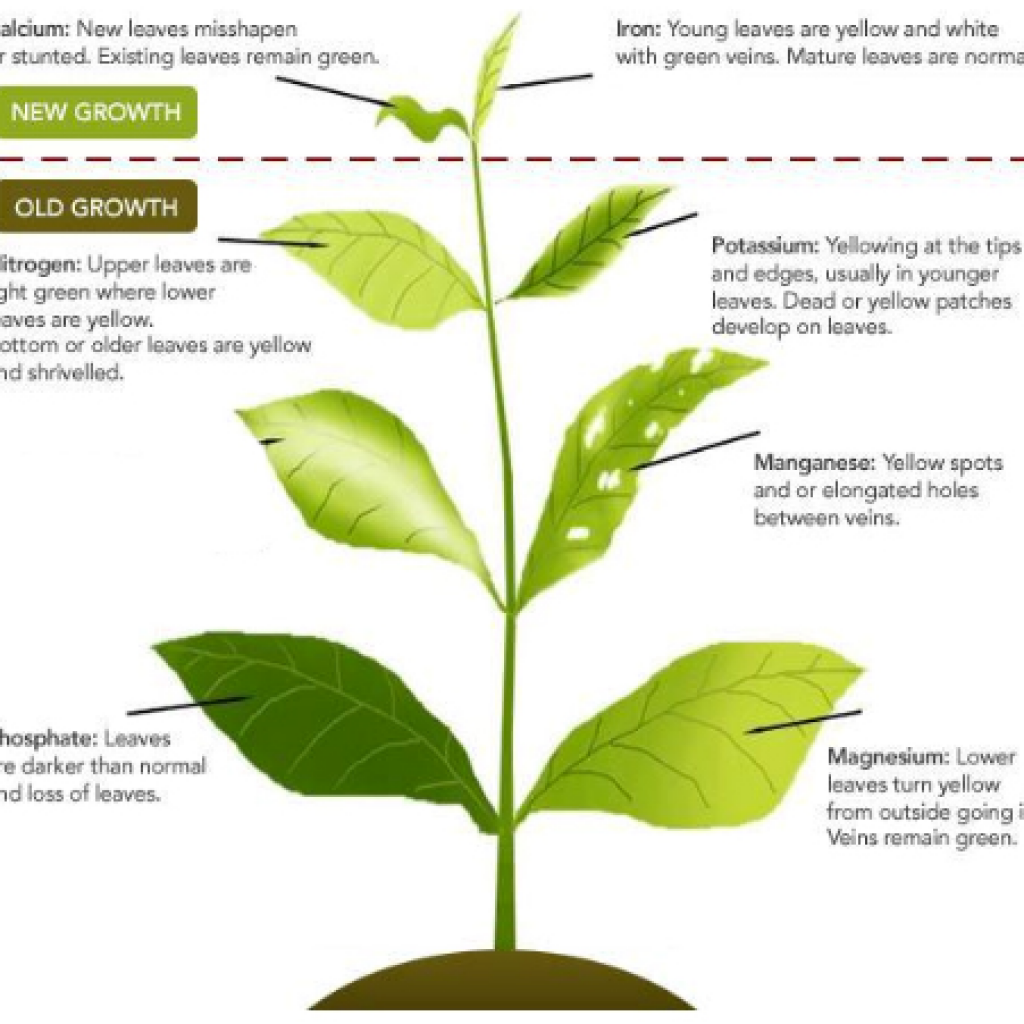 alcium: New leaves misshapen
r stunted. Existing leaves remain green.
Iron: Young leaves are yellow and white
with green veins. Mature leaves are norma
NEW GROWTH
OLD GROWTH
itrogen: Upper leaves are
ght green where lower
eaves are yellow.
ottom or older leaves are yellow
nd shrivelled.
Potassium: Yellowing at the tips
and edges, usually in younger
leaves. Dead or yellow patches
develop on leaves.
Manganese: Yellow spots
and or elongated holes
between veins.
hosphate: Leaves
re darker than normal
nd loss of leaves.
Magnesium: Lower
leaves turn yellow
from outside going i
Veins remain green.